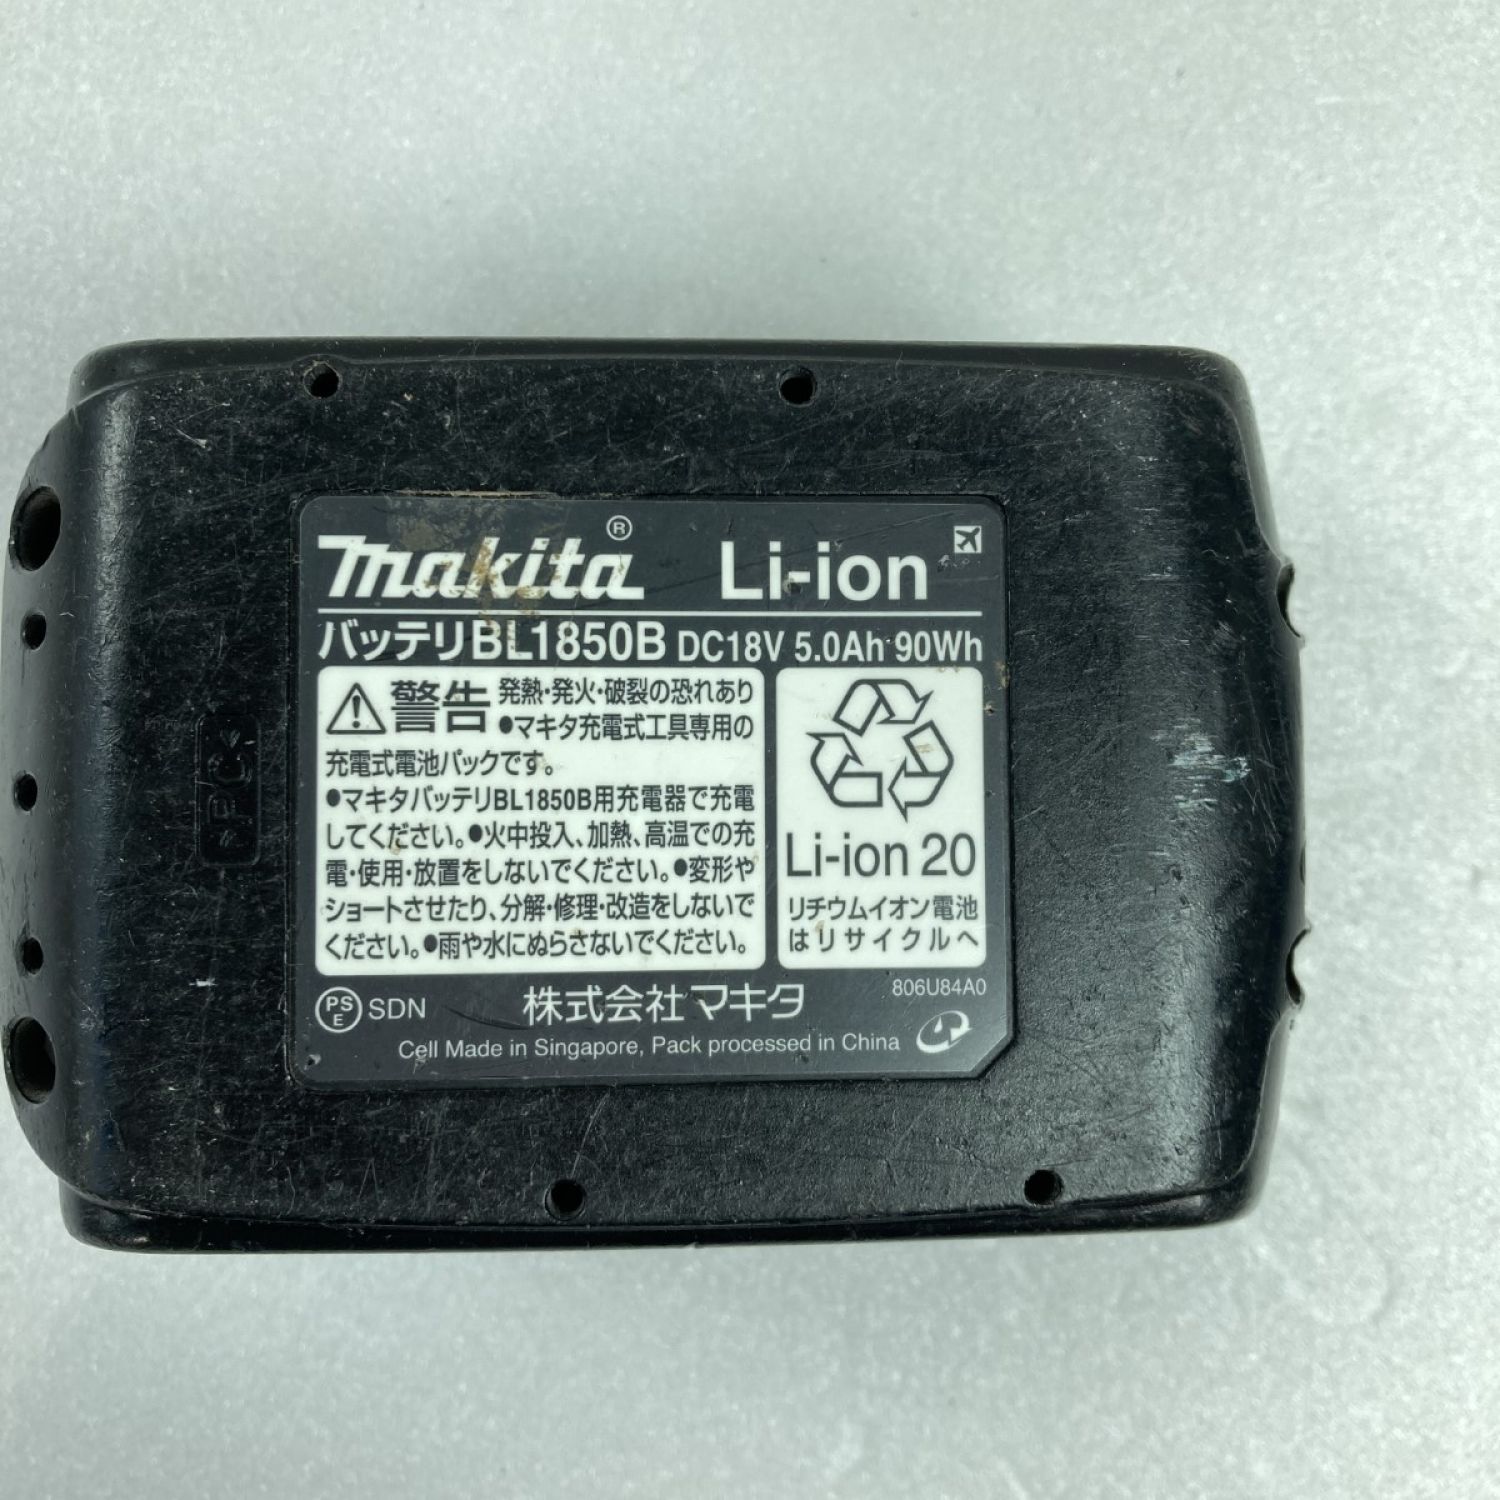 makita® Li-ion
バッテリBL1850B DC18V 5.0Ah 90Wh
警告 発熱・発火・破裂の恐れあり
●マキタ充電式工具専用の
充電式電池パックです。
●マキタバッテリBL1850B用充電器で充電
してください。●火中投入、加熱、高温での充
電・使用・放置をしないでください。●変形や
ショートさせたり、分解・修理・改造をしないで
ください。●雨や水にぬらさないでください。
Li-ion 20
リチウムイオン電池
はリサイクルへ
806U84A0
PSE SDN 株式会社マキタ
Cell Made in Singapore, Pack processed in China
>PC<